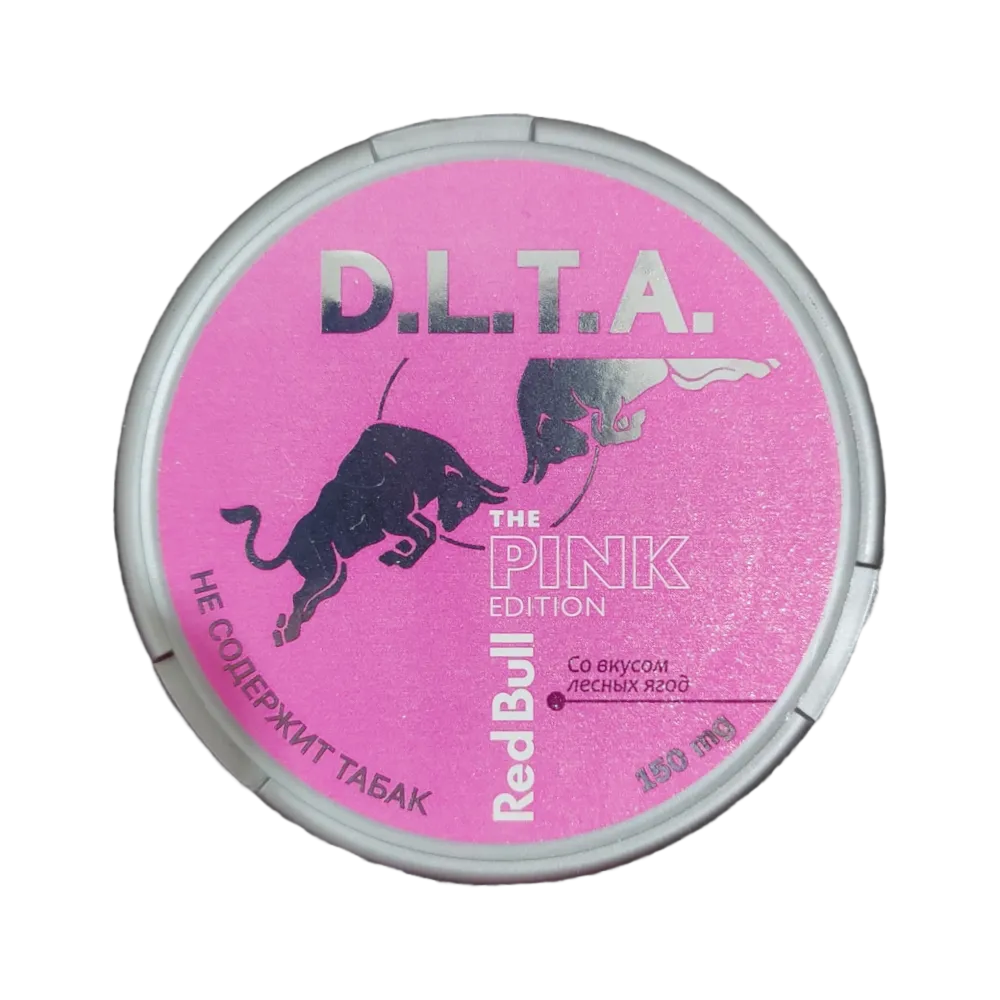 D.L.T.A.
THE
PINK
EDITION
Red Bull
Со вкусом
лесных ягод
НЕ СОДЕРЖИТ ТАБАК
150 mg